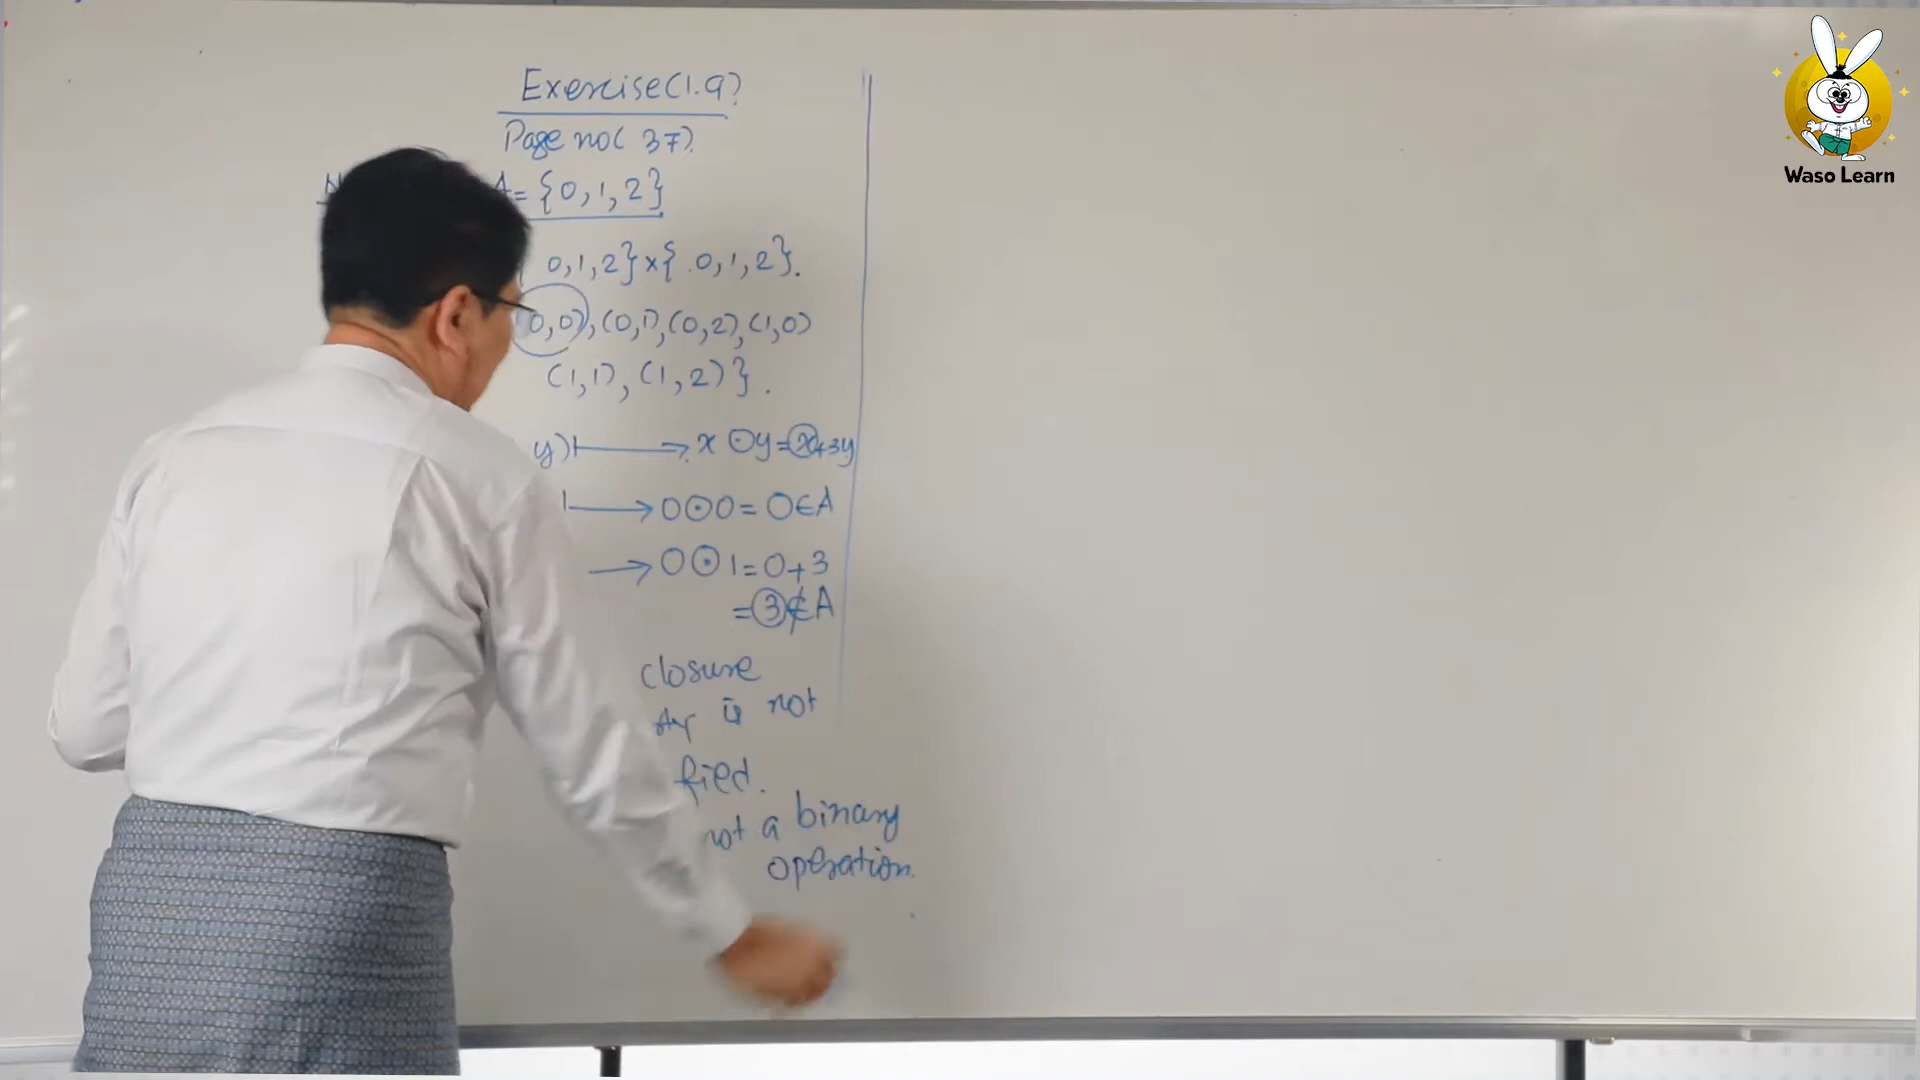 Exercise(1.9)
Page no( 37).
A= {0,1,2}
0,1,2}×{.0,1,2}.
(0,0),(0,1),(0,2),(1,0)
(1,1), (1,2)}.
y)↦ x ⊙y=x+3y
↦ 0⊙0= 0∈A
→ 0⊙1=0+3
=3∉A
closure
is not
fied.
not a binary
operation.
Waso Learn